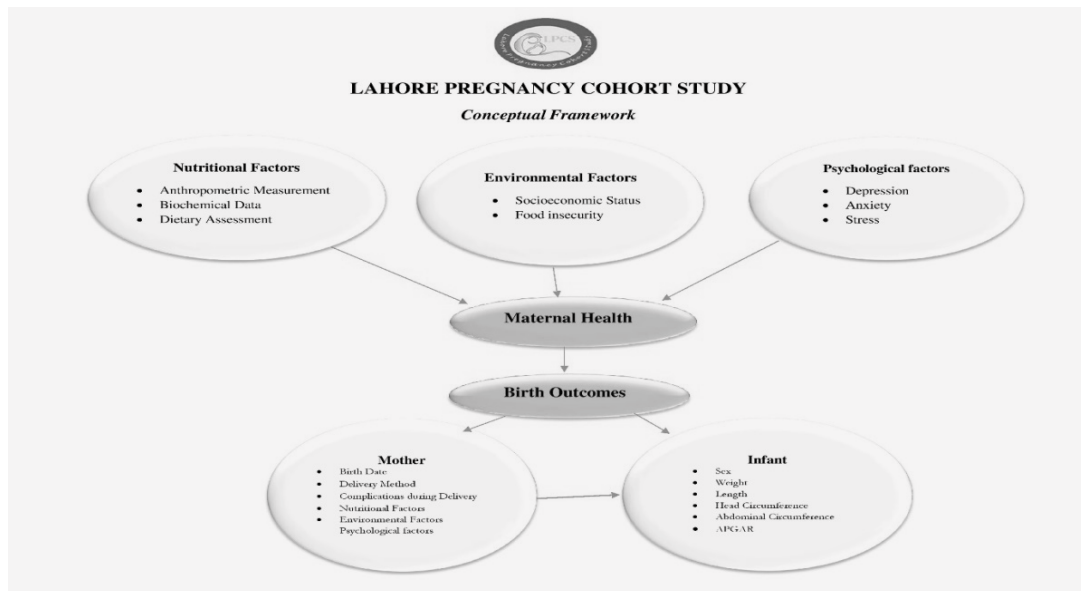 LPCS
LAHORE PREGNANCY COHORT STUDY
Conceptual Framework
Nutritional Factors
• Anthropometric Measurement
• Biochemical Data
• Dietary Assessment
Environmental Factors
• Socioeconomic Status
• Food insecurity
Psychological factors
• Depression
• Anxiety
• Stress
Maternal Health
Birth Outcomes
Mother
• Birth Date
• Delivery Method
• Complications during Delivery
• Nutritional Factors
• Environmental Factors
Psychological factors
Infant
• Sex
• Weight
• Length
• Head Circumference
• Abdominal Circumference
• APGAR